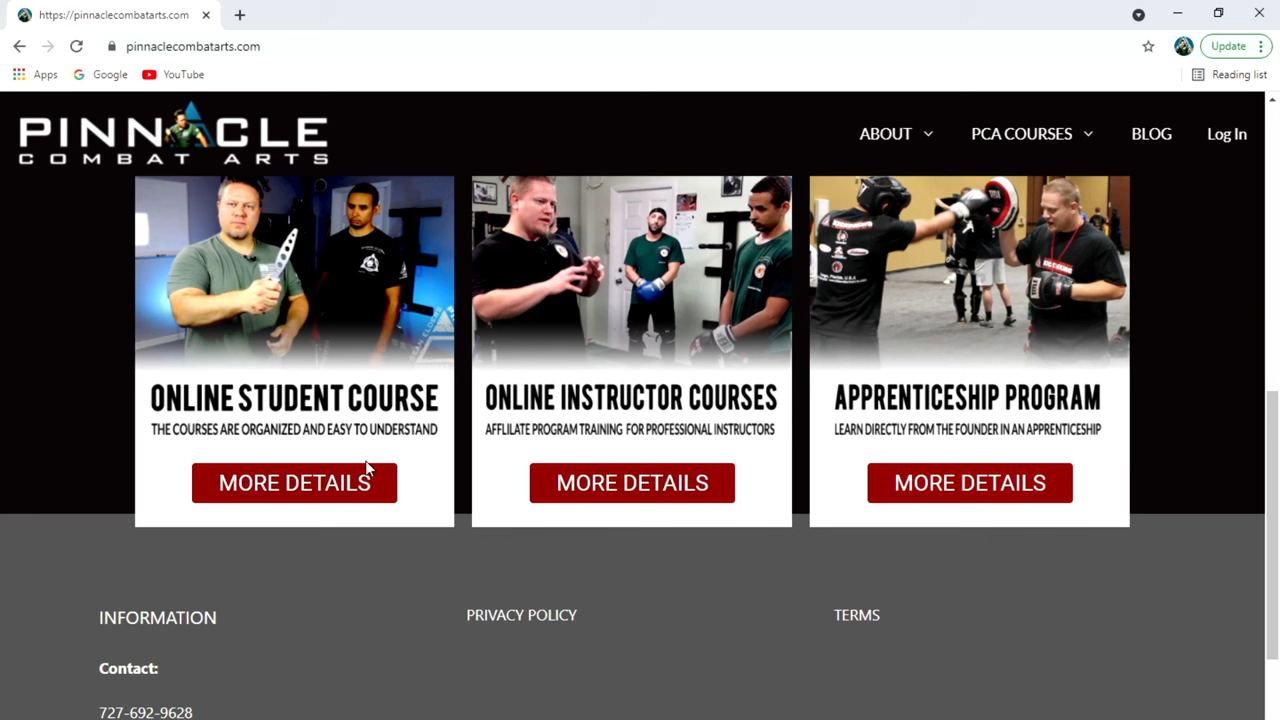 https://pinnaclecombatarts.com
pinnaclecombatarts.com
Update
Apps
Google
YouTube
Reading list
PINNACLE
COMBAT ARTS
ABOUT
PCA COURSES
BLOG
Log In
ONLINE STUDENT COURSE
THE COURSES ARE ORGANIZED AND EASY TO UNDERSTAND
MORE DETAILS
ONLINE INSTRUCTOR COURSES
AFFLILATE PROGRAM TRAINING FOR PROFESSIONAL INSTRUCTORS
MORE DETAILS
APPRENTICESHIP PROGRAM
LEARN DIRECTLY FROM THE FOUNDER IN AN APPRENTICESHIP
MORE DETAILS
INFORMATION
PRIVACY POLICY
TERMS
Contact:
727-692-9628